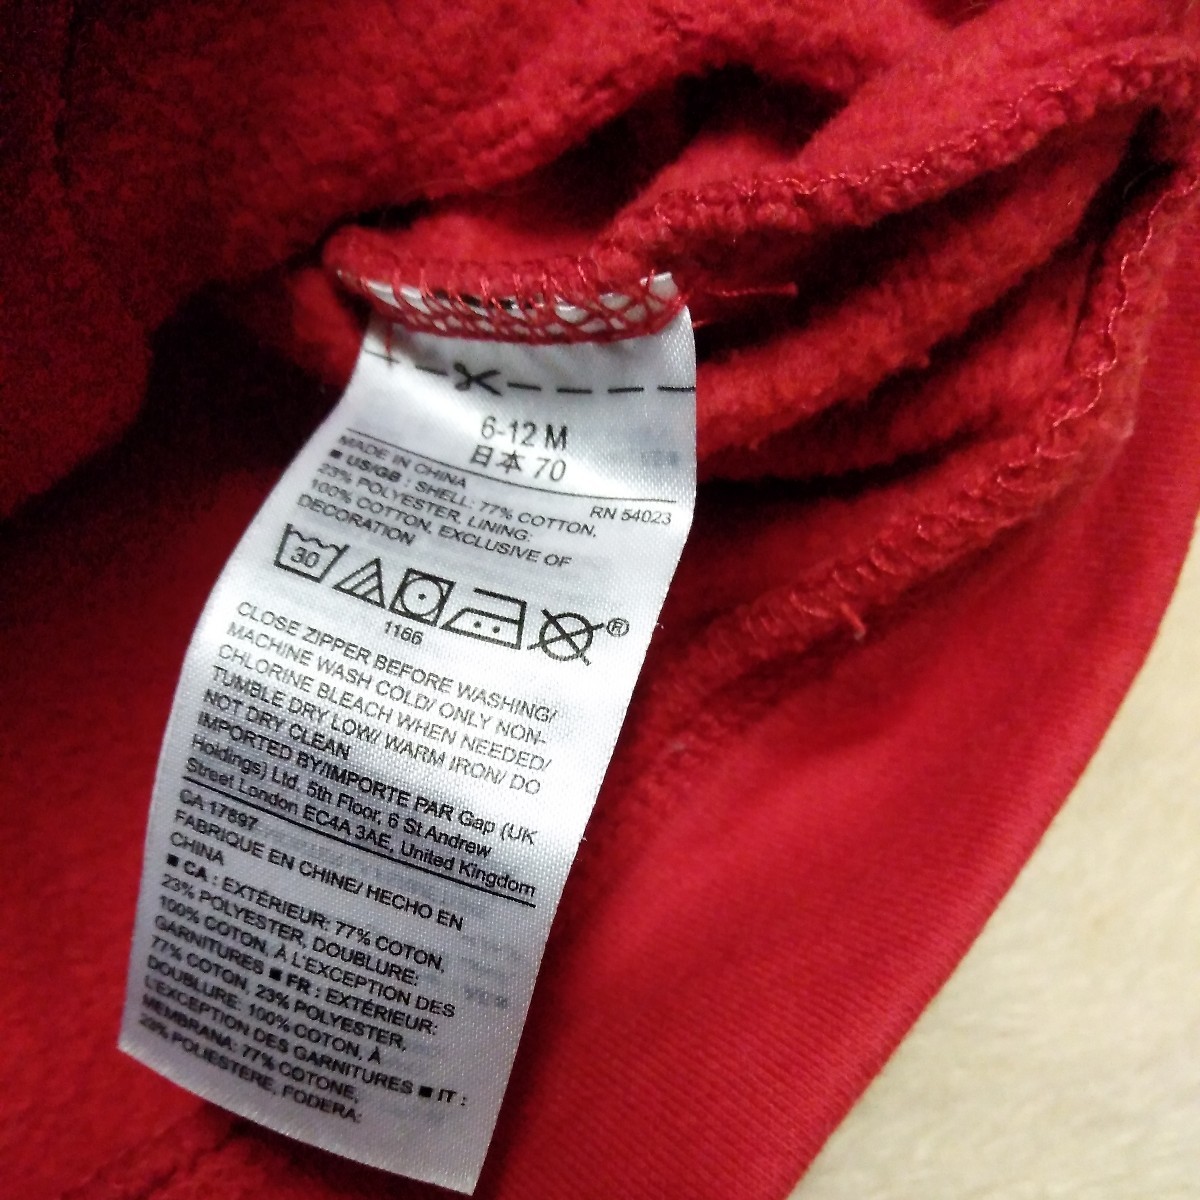 6-12 M
日本 70
MADE IN CHINA
RN 54023
■ US/GB : SHELL: 77% COTTON,
23% POLYESTER, LINING:
100% COTTON, EXCLUSIVE OF
DECORATION
30
®
1166
CLOSE ZIPPER BEFORE WASHING/
MACHINE WASH COLD/ ONLY NON-
CHLORINE BLEACH WHEN NEEDED/
TUMBLE DRY LOW/ WARM IRON/ DO
NOT DRY CLEAN
IMPORTED BY/IMPORTE PAR Gap (UK
Holdings) Ltd. 5th Floor, 6 St Andrew
Street London EC4A 3AE, United Kingdom
CA 17897
FABRIQUE EN CHINE/ HECHO EN
CHINA
■ CA : EXTÉRIEUR: 77% COTON,
23% POLYESTER, DOUBLURE:
100% COTON, À L'EXCEPTION DES
GARNITURES ■ FR : EXTÉRIEUR:
77% COTON, 23% POLYESTER,
DOUBLURE: 100% COTON, À
L'EXCEPTION DES GARNITURES ■ IT :
MEMBRANA: 77% COTONE,
23% POLIESTERE, FODERA: